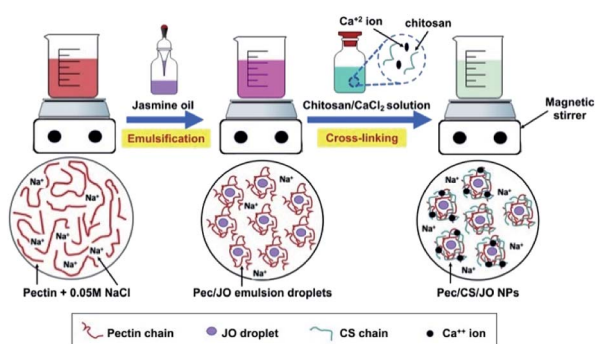 Ca⁺² ion
chitosan
Jasmine oil
Chitosan/CaCl₂ solution
Emulsification
Cross-linking
Magnetic
stirrer
Na⁺
Na⁺
Na⁺
Na⁺
Na⁺
Na⁺
Na⁺
Na⁺
Na⁺
Na⁺
Na⁺
Na⁺
Na⁺
Pectin + 0.05M NaCl
Pec/JO emulsion droplets
Pec/CS/JO NPs
Pectin chain
JO droplet
CS chain
Ca⁺⁺ ion